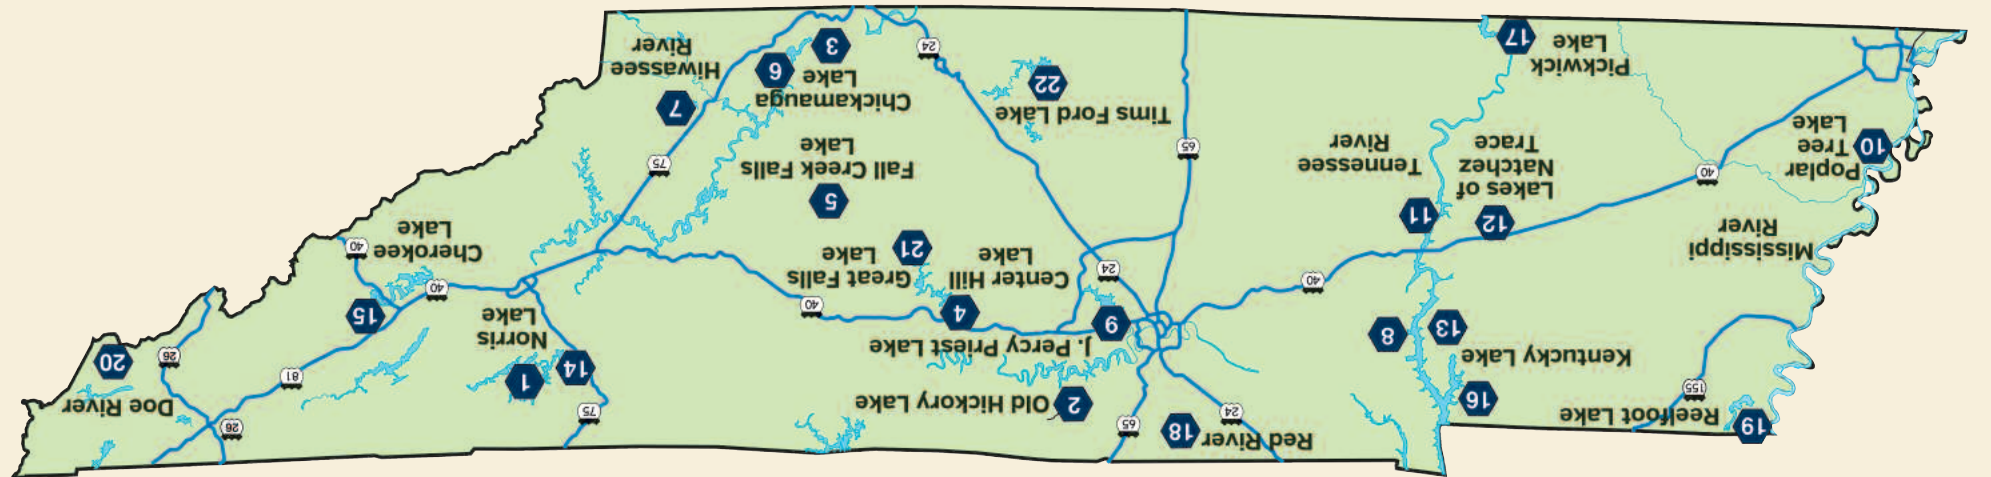 19
Reelfoot Lake
155
16
Kentucky Lake
13
8
Red River
18
24
65
2
Old Hickory Lake
J. Percy Priest Lake
9
75
14
1
Norris
Lake
26
Doe River
20
26
81
15
Cherokee
Lake
40
40
Mississippi
River
40
40
12
Lakes of
Natchez
Trace
11
Tennessee
River
24
4
Center Hill
Lake
21
Great Falls
Lake
40
5
Fall Creek Falls
Lake
10
Poplar
Tree
Lake
65
Tims Ford Lake
22
24
Chickamauga
Lake
3
6
75
7
Hiwassee
River
Pickwick
Lake
17